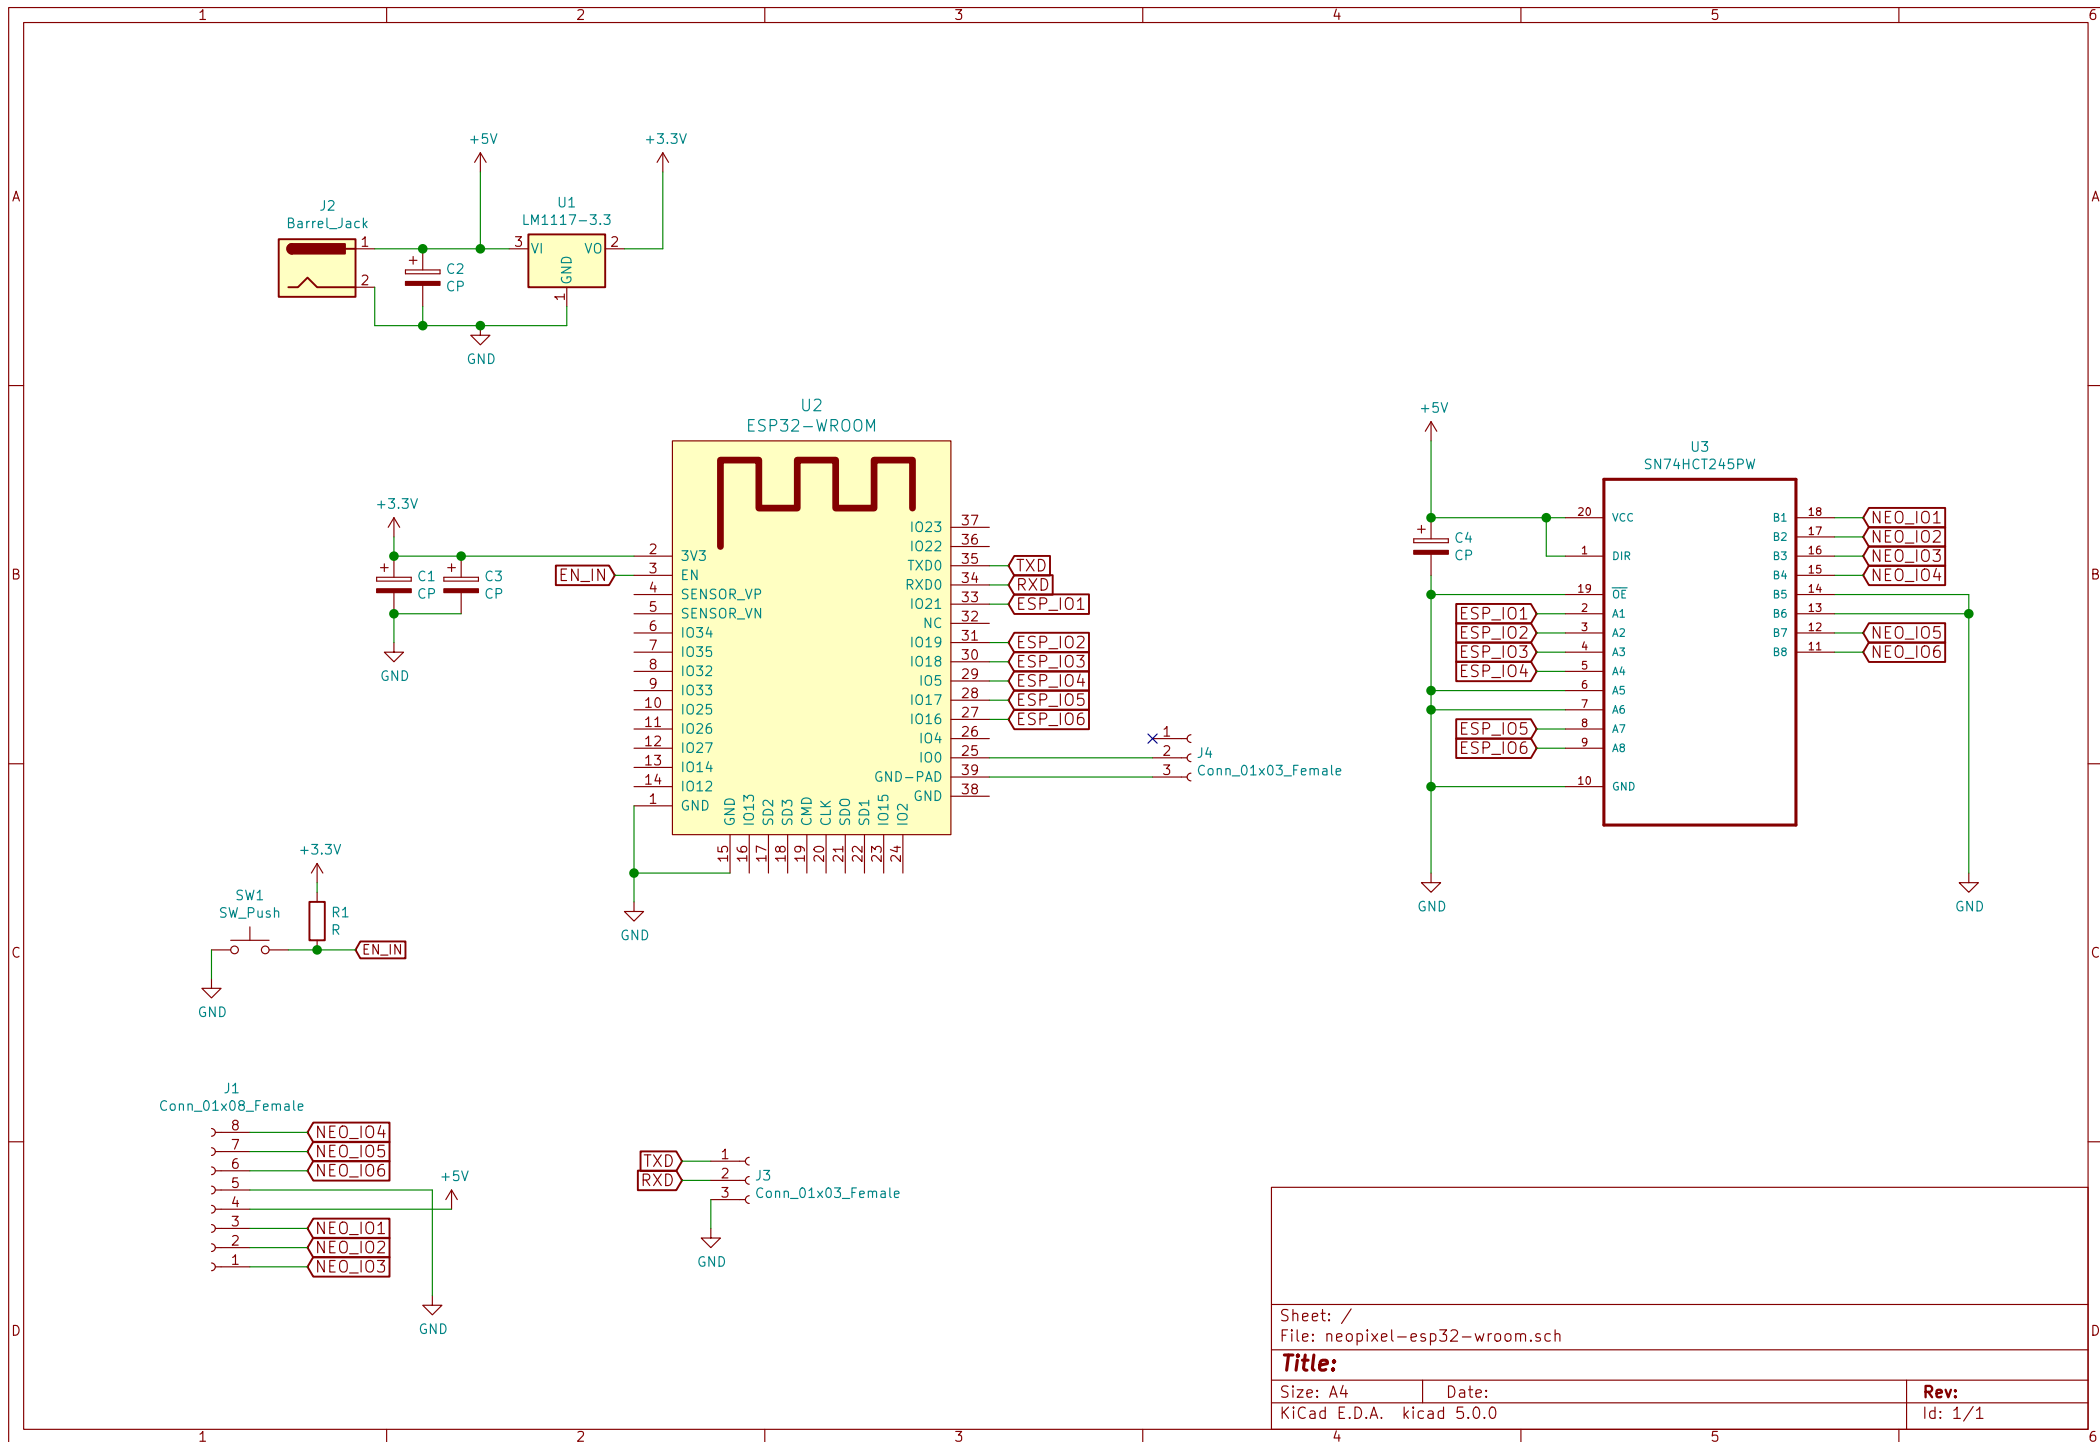 1 2 3 4 5 6
A A
B B
C C
D D
+5V
+3.3V
J2
Barrel_Jack
1
2
+
C2
CP
U1
LM1117-3.3
3 VI VO 2
GND
1
GND
U2
ESP32-WROOM
+3.3V
+
C1
CP
+
C3
CP
GND
EN_IN
2 3V3
3 EN
4 SENSOR_VP
5 SENSOR_VN
6 IO34
7 IO35
8 IO32
9 IO33
10 IO25
11 IO26
12 IO27
13 IO14
14 IO12
1 GND
GND
15 GND
16 IO13
17 SD2
18 SD3
19 CMD
20 CLK
21 SD0
22 SD1
23 IO15
24 IO2
IO23 37
IO22 36
TXD0 35 TXD
RXD0 34 RXD
IO21 33 ESP_IO1
NC 32
IO19 31 ESP_IO2
IO18 30 ESP_IO3
IO5 29 ESP_IO4
IO17 28 ESP_IO5
IO16 27 ESP_IO6
IO4 26
IO0 25
GND-PAD 39
GND 38
1
2
3
J4
Conn_01x03_Female
+5V
+
C4
CP
GND
U3
SN74HCT245PW
20 VCC
1 DIR
19 OE
ESP_IO1 2 A1
ESP_IO2 3 A2
ESP_IO3 4 A3
ESP_IO4 5 A4
6 A5
7 A6
ESP_IO5 8 A7
ESP_IO6 9 A8
10 GND
B1 18 NEO_IO1
B2 17 NEO_IO2
B3 16 NEO_IO3
B4 15 NEO_IO4
B5 14
B6 13
B7 12 NEO_IO5
B8 11 NEO_IO6
GND
+3.3V
SW1
SW_Push
R1
R
EN_IN
GND
J1
Conn_01x08_Female
8 NEO_IO4
7 NEO_IO5
6 NEO_IO6
5
4
3 NEO_IO1
2 NEO_IO2
1 NEO_IO3
+5V
GND
TXD 1
RXD 2
3
J3
Conn_01x03_Female
GND
Sheet: /
File: neopixel-esp32-wroom.sch
Title:
Size: A4 Date: Rev:
KiCad E.D.A. kicad 5.0.0 Id: 1/1
1 2 3 4 5 6